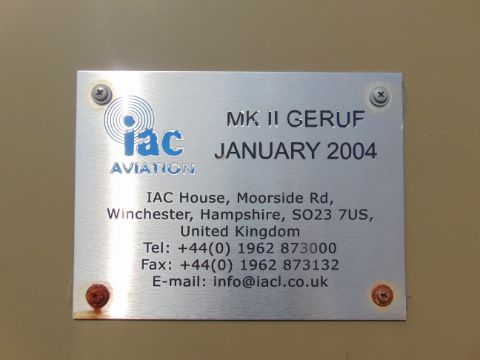 iac
AVIATION
MK II GERUF
JANUARY 2004
IAC House, Moorside Rd,
Winchester, Hampshire, SO23 7US,
United Kingdom
Tel: +44(0) 1962 873000
Fax: +44(0) 1962 873132
E-mail: info@iacl.co.uk